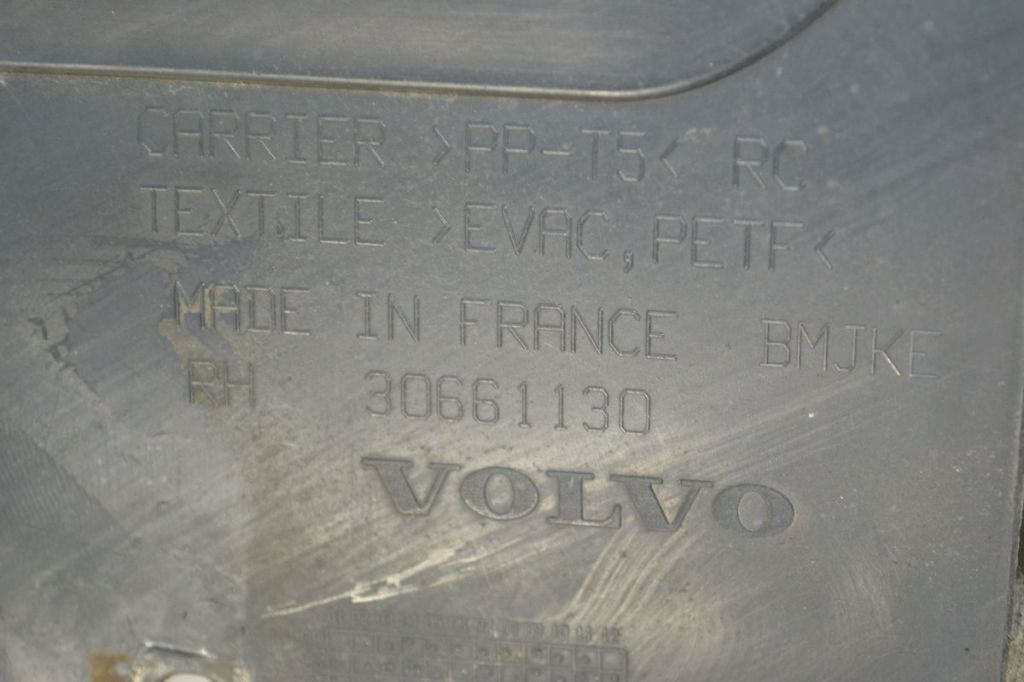 CARRIER >PP-T5< RC
TEXTILE >EVAC,PETF<
MADE IN FRANCE BMJKE
RH 30661130
VOLVO